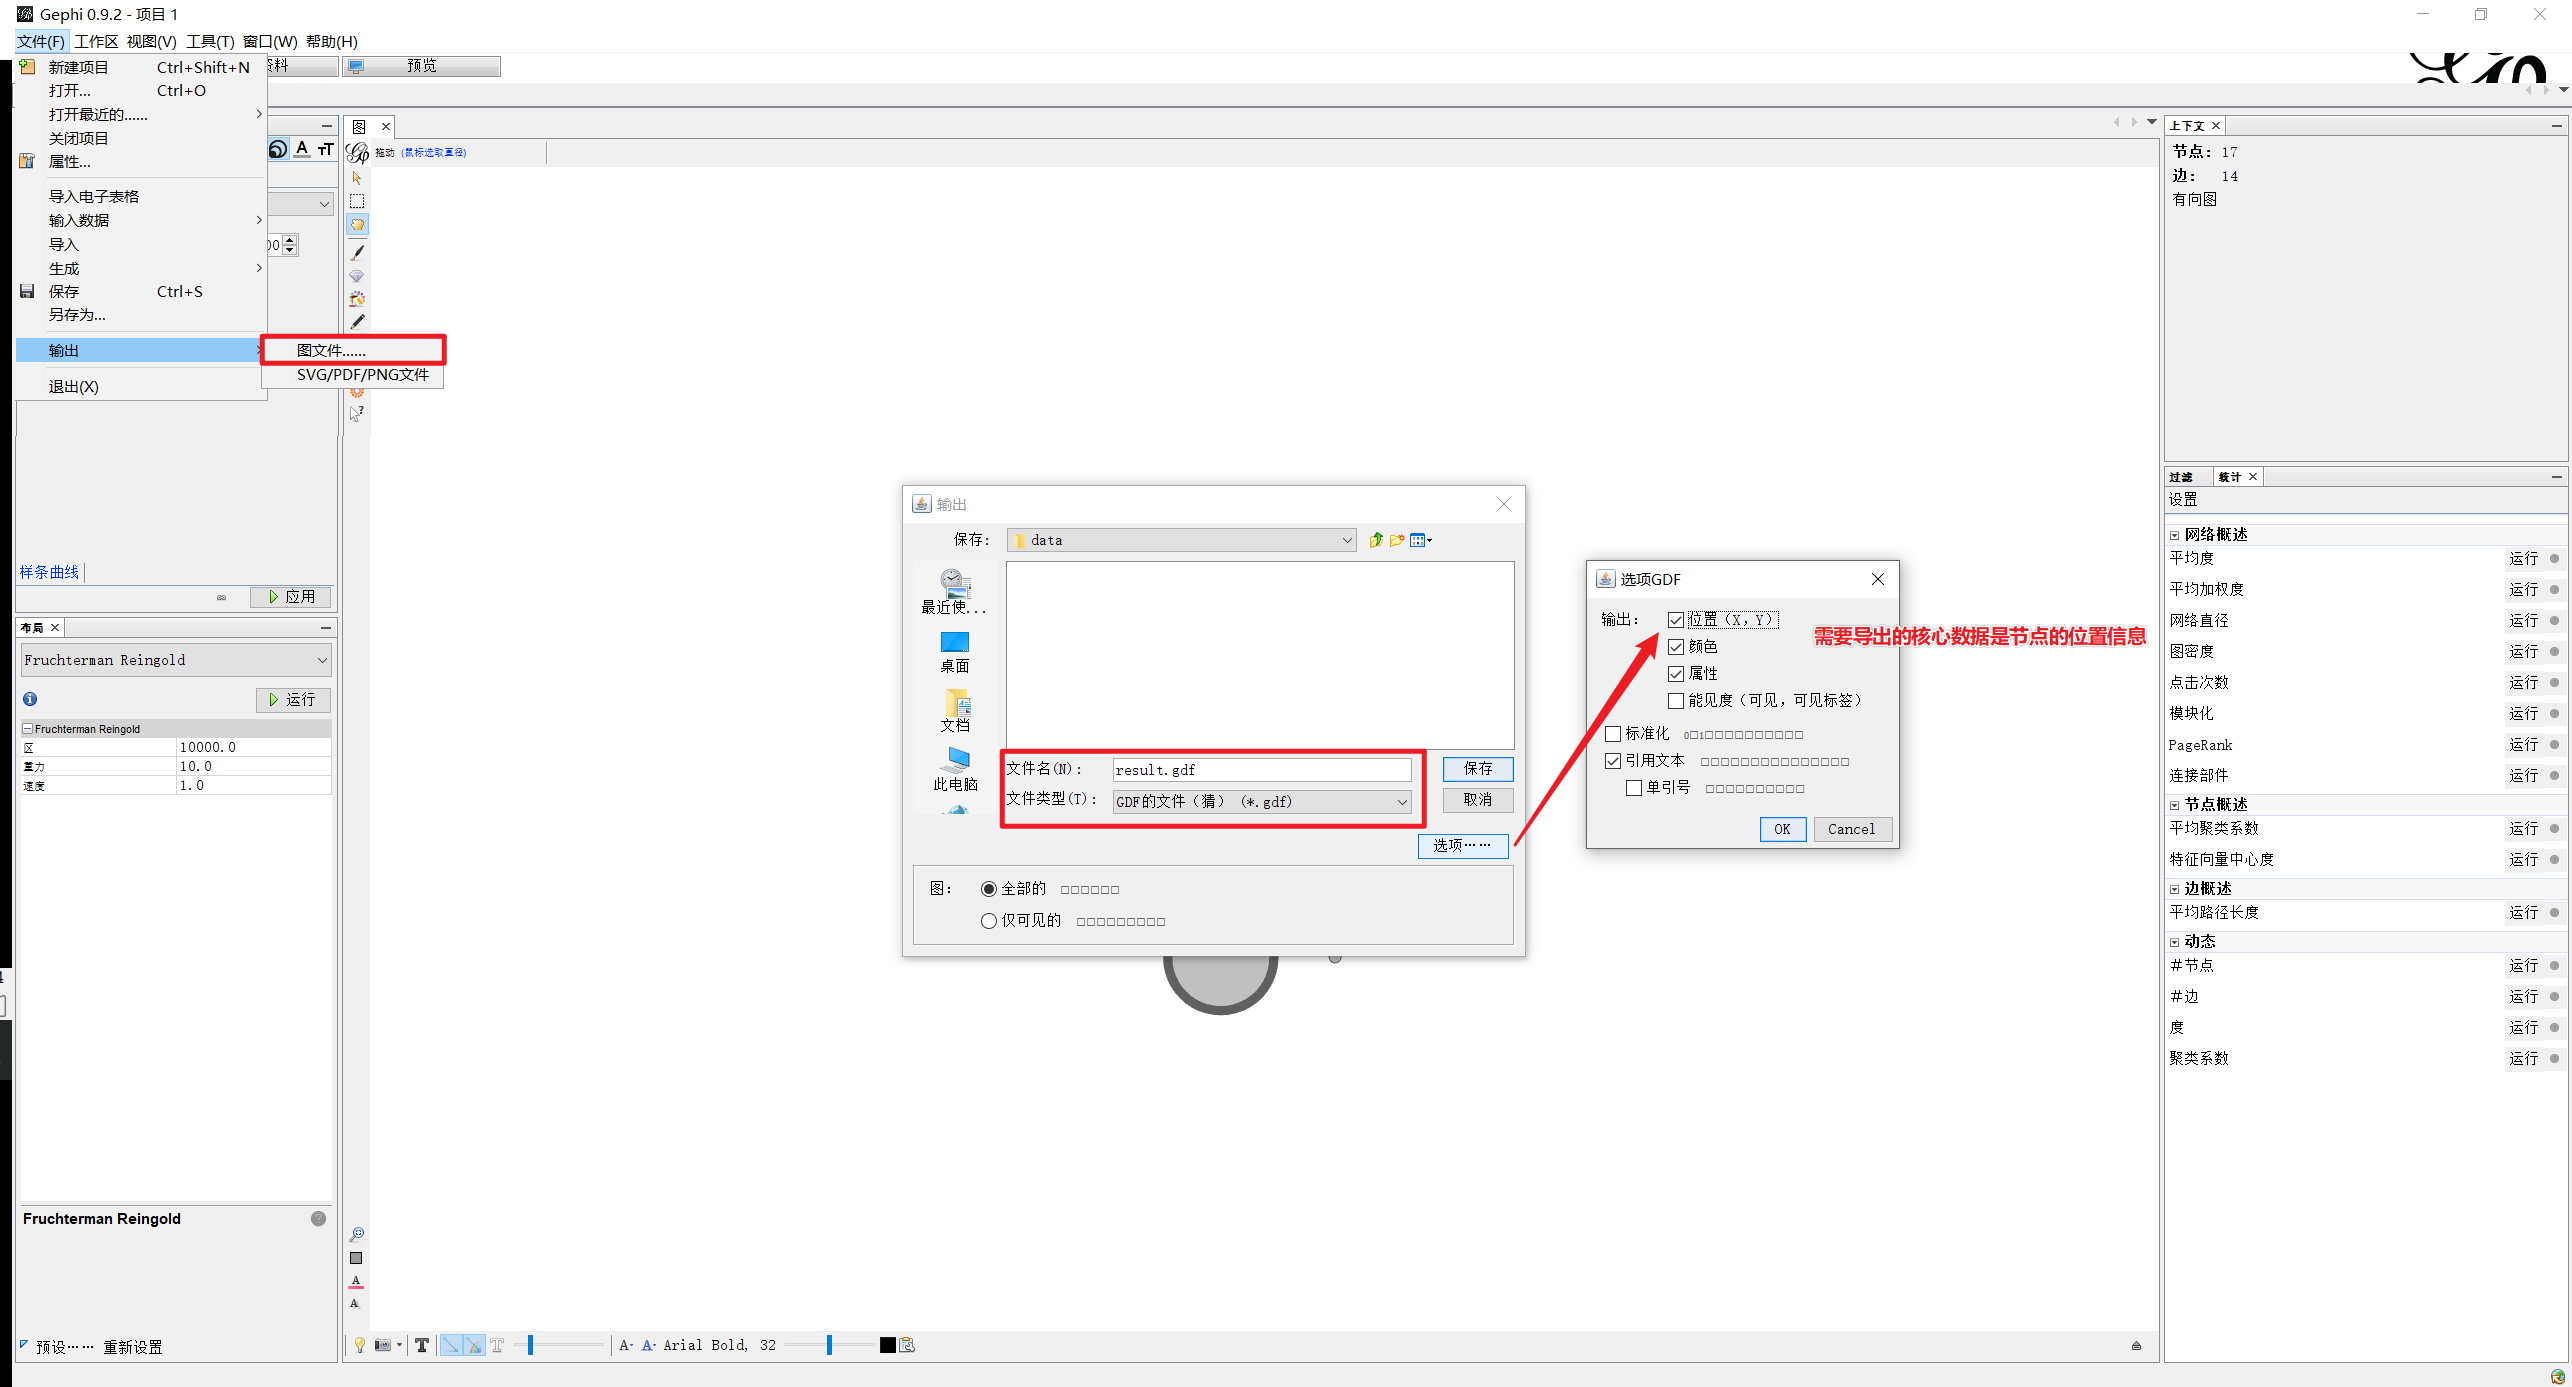 Gephi 0.9.2 - 项目 1
文件(F) 工作区 视图(V) 工具(T) 窗口(W) 帮助(H)
新建项目 Ctrl+Shift+N
打开... Ctrl+O
打开最近的......
关闭项目
属性...
导入电子表格
输入数据
导入
生成
保存 Ctrl+S
另存为...
输出
退出(X)
图文件......
SVG/PDF/PNG文件
资料
预览
图
拖动 (鼠标选取直径)
00
样条曲线
应用
布局
Fruchterman Reingold
运行
Fruchterman Reingold
区 10000.0
重力 10.0
速度 1.0
Fruchterman Reingold
预设…… 重新设置
输出
保存: data
最近使...
桌面
文档
此电脑
文件名(N): result.gdf
文件类型(T): GDF的文件（猜） (*.gdf)
保存
取消
选项……
图: 全部的 □□□□□□
仅可见的 □□□□□□□□□
选项GDF
输出: 位置（X, Y）
颜色
属性
能见度（可见, 可见标签）
标准化 0□1□□□□□□□□□□
引用文本 □□□□□□□□□□□□□□□
单引号 □□□□□□□□□□
OK Cancel
需要导出的核心数据是节点的位置信息
Arial Bold, 32
上下文
节点: 17
边: 14
有向图
过滤 统计
设置
网络概述
平均度 运行
平均加权度 运行
网络直径 运行
图密度 运行
点击次数 运行
模块化 运行
PageRank 运行
连接部件 运行
节点概述
平均聚类系数 运行
特征向量中心度 运行
边概述
平均路径长度 运行
动态
#节点 运行
#边 运行
度 运行
聚类系数 运行